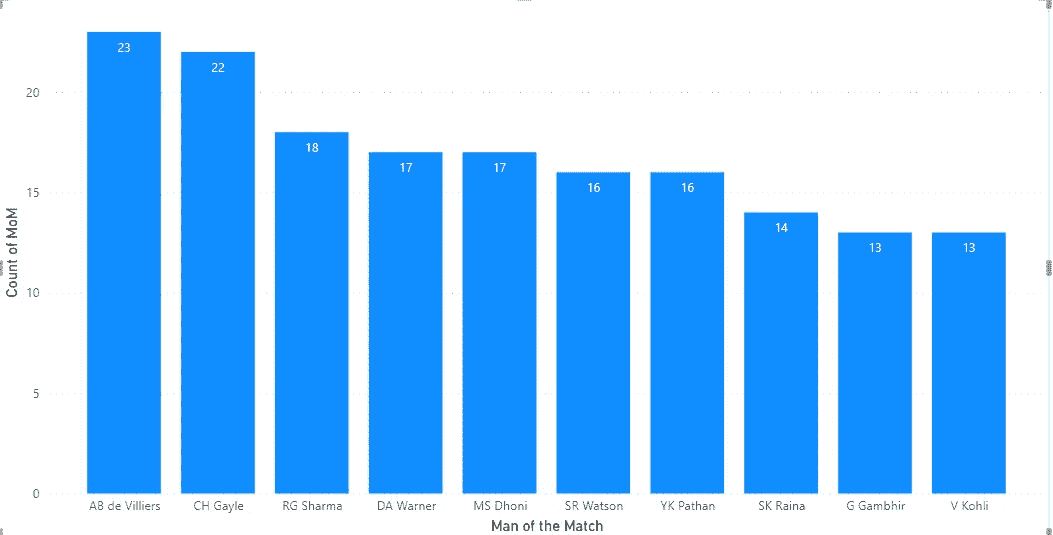 23
22
18
17
17
16
16
14
13
13
20
15
10
5
0
Count of MoM
AB de Villiers
CH Gayle
RG Sharma
DA Warner
MS Dhoni
SR Watson
YK Pathan
SK Raina
G Gambhir
V Kohli
Man of the Match